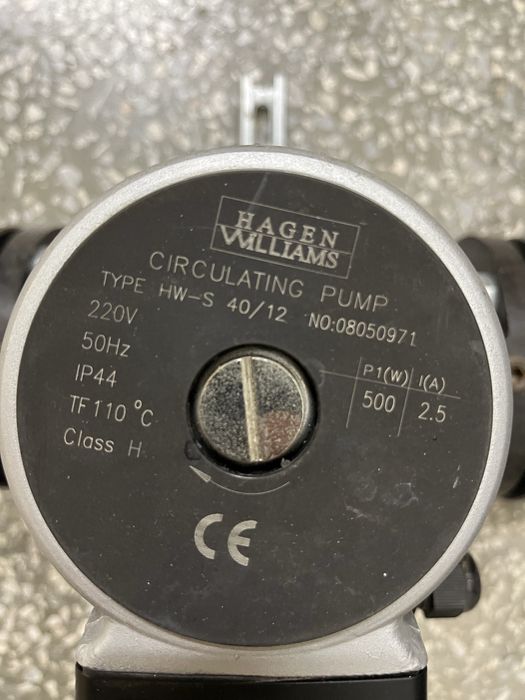 HAGEN
WILLIAMS
CIRCULATING PUMP
TYPE HW-S 40/12 NO:08050971
220V
50Hz
IP44
TF110 °C
Class H
P1(W) I(A)
500 2.5
CE